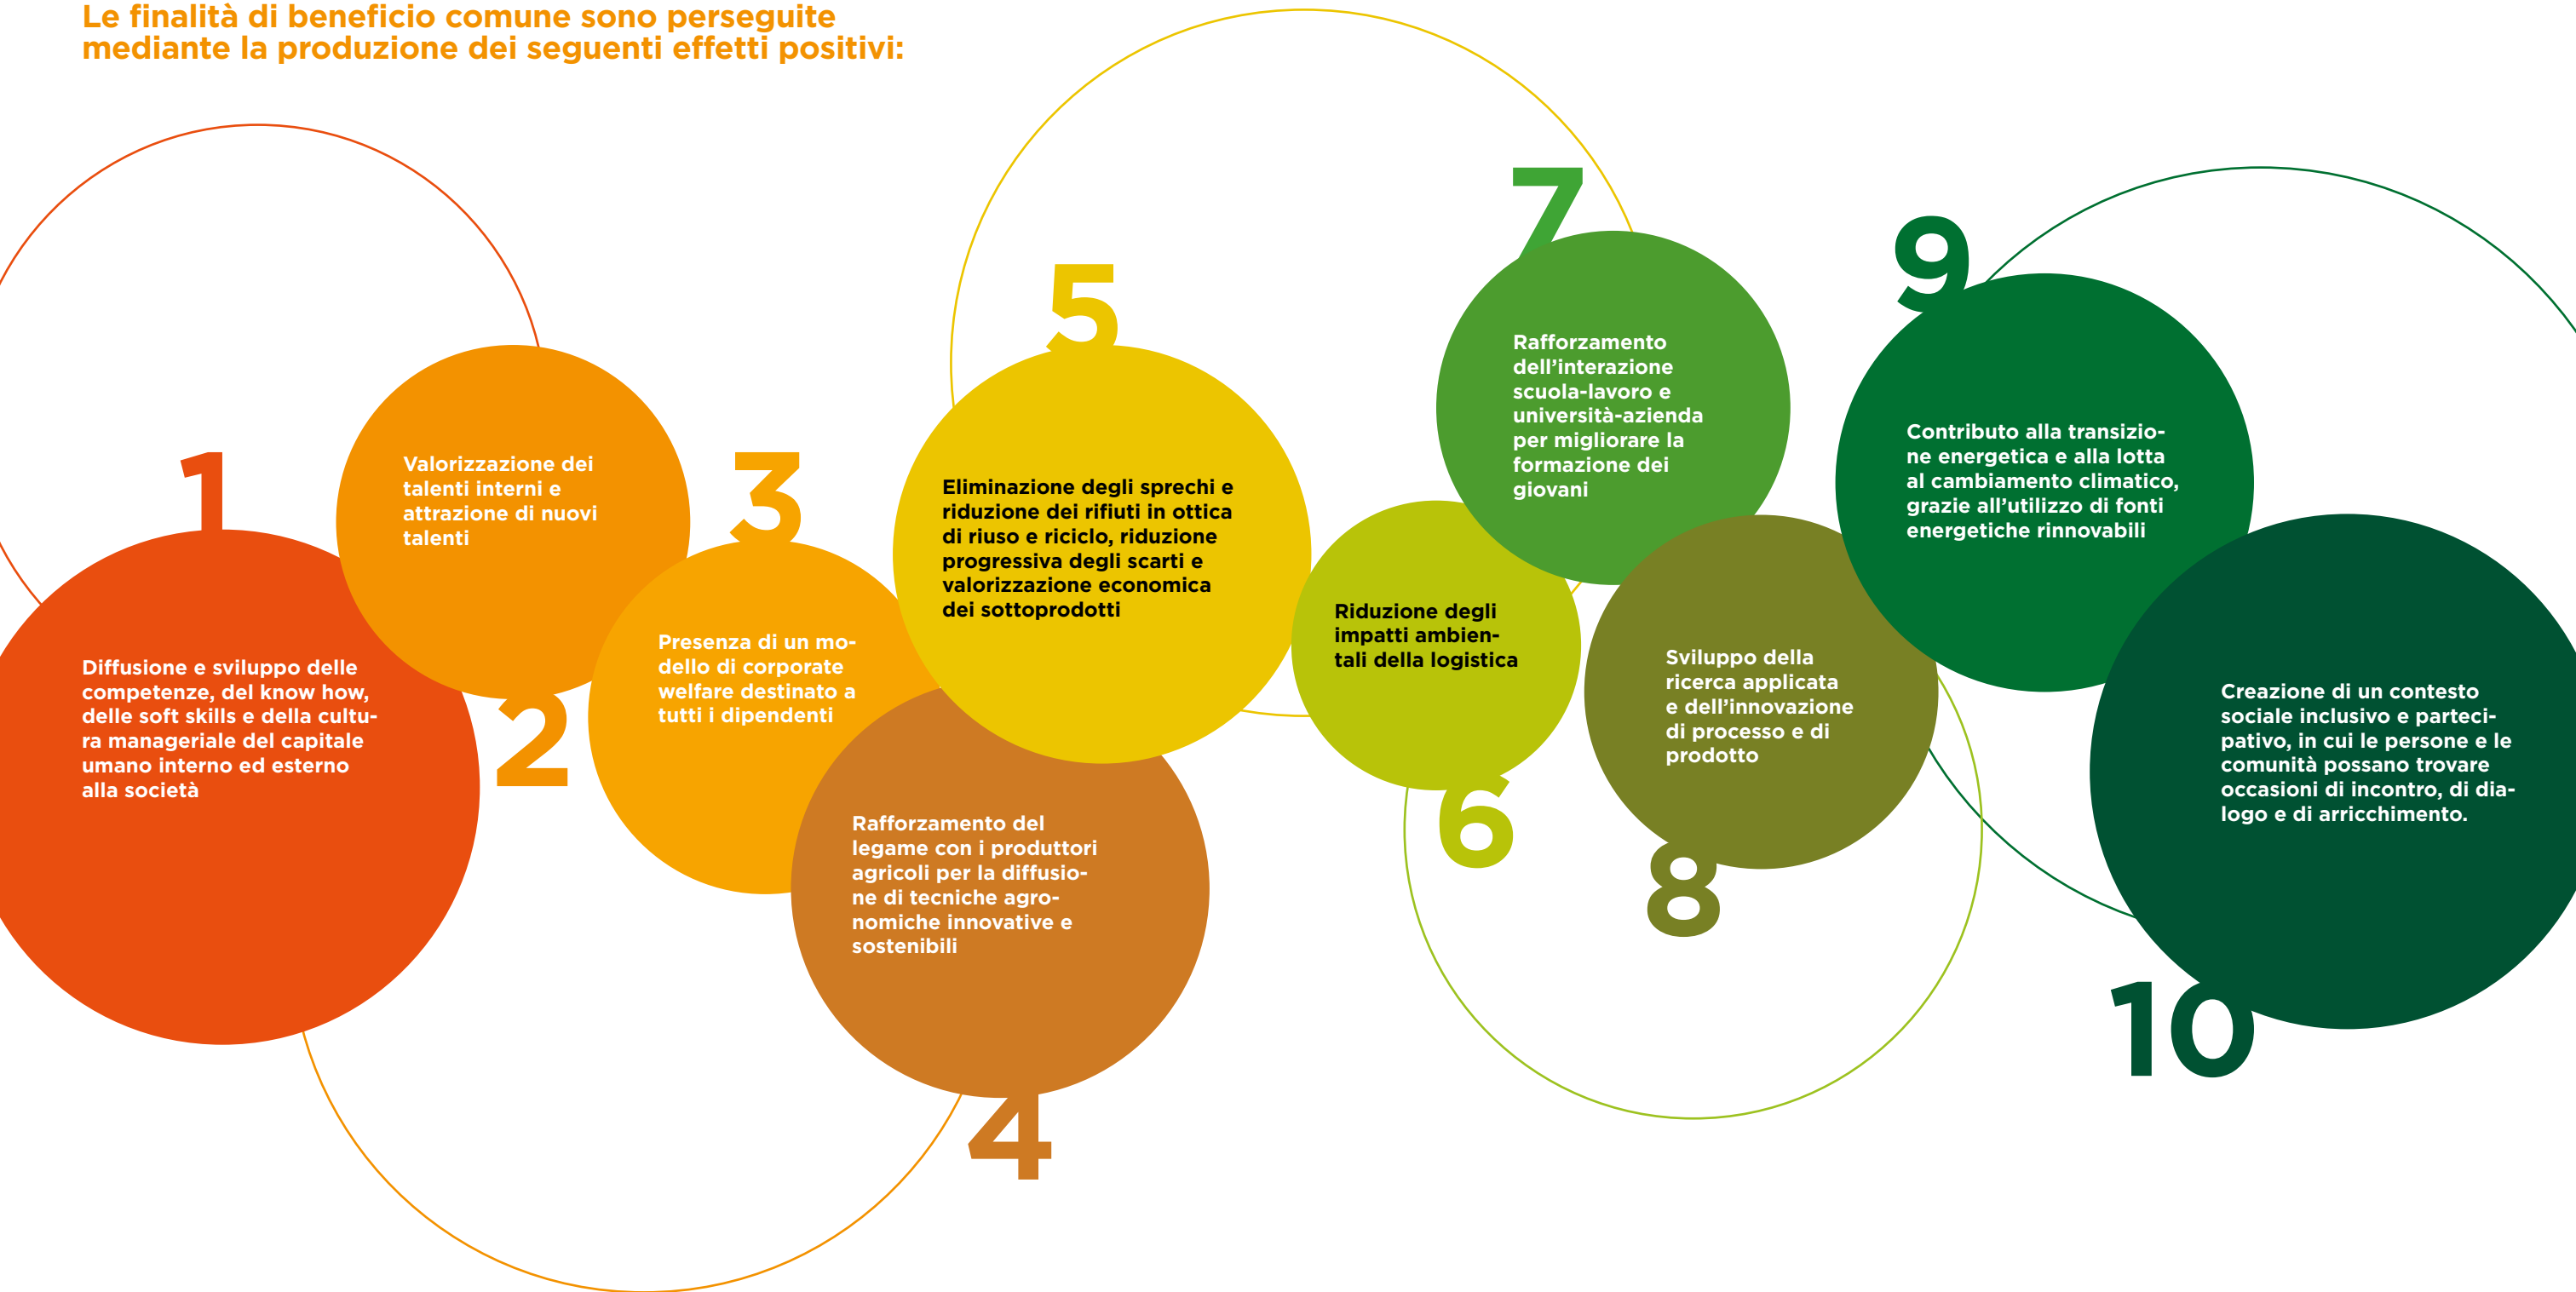 Le finalità di beneficio comune sono perseguite
mediante la produzione dei seguenti effetti positivi:
1
Diffusione e sviluppo delle
competenze, del know how,
delle soft skills e della cultu-
ra manageriale del capitale
umano interno ed esterno
alla società
2
Valorizzazione dei
talenti interni e
attrazione di nuovi
talenti
3
Presenza di un mo-
dello di corporate
welfare destinato a
tutti i dipendenti
4
Rafforzamento del
legame con i produttori
agricoli per la diffusio-
ne di tecniche agro-
nomiche innovative e
sostenibili
5
Eliminazione degli sprechi e
riduzione dei rifiuti in ottica
di riuso e riciclo, riduzione
progressiva degli scarti e
valorizzazione economica
dei sottoprodotti
6
Riduzione degli
impatti ambien-
tali della logistica
7
Rafforzamento
dell’interazione
scuola-lavoro e
università-azienda
per migliorare la
formazione dei
giovani
8
Sviluppo della
ricerca applicata
e dell’innovazione
di processo e di
prodotto
9
Contributo alla transizio-
ne energetica e alla lotta
al cambiamento climatico,
grazie all’utilizzo di fonti
energetiche rinnovabili
10
Creazione di un contesto
sociale inclusivo e parteci-
pativo, in cui le persone e le
comunità possano trovare
occasioni di incontro, di dia-
logo e di arricchimento.